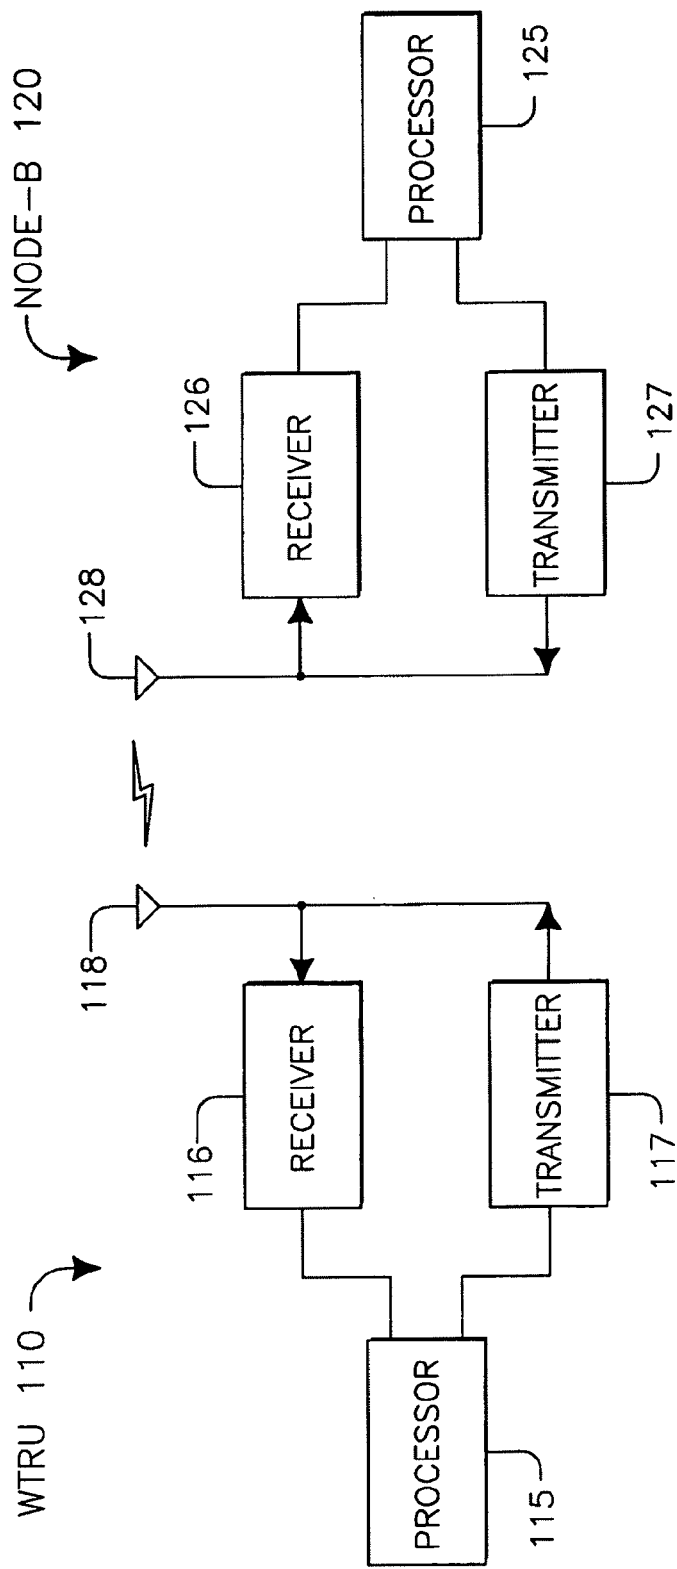 WTRU 110
NODE-B 120
118
128
116
126
RECEIVER
RECEIVER
PROCESSOR
PROCESSOR
115
125
TRANSMITTER
TRANSMITTER
117
127